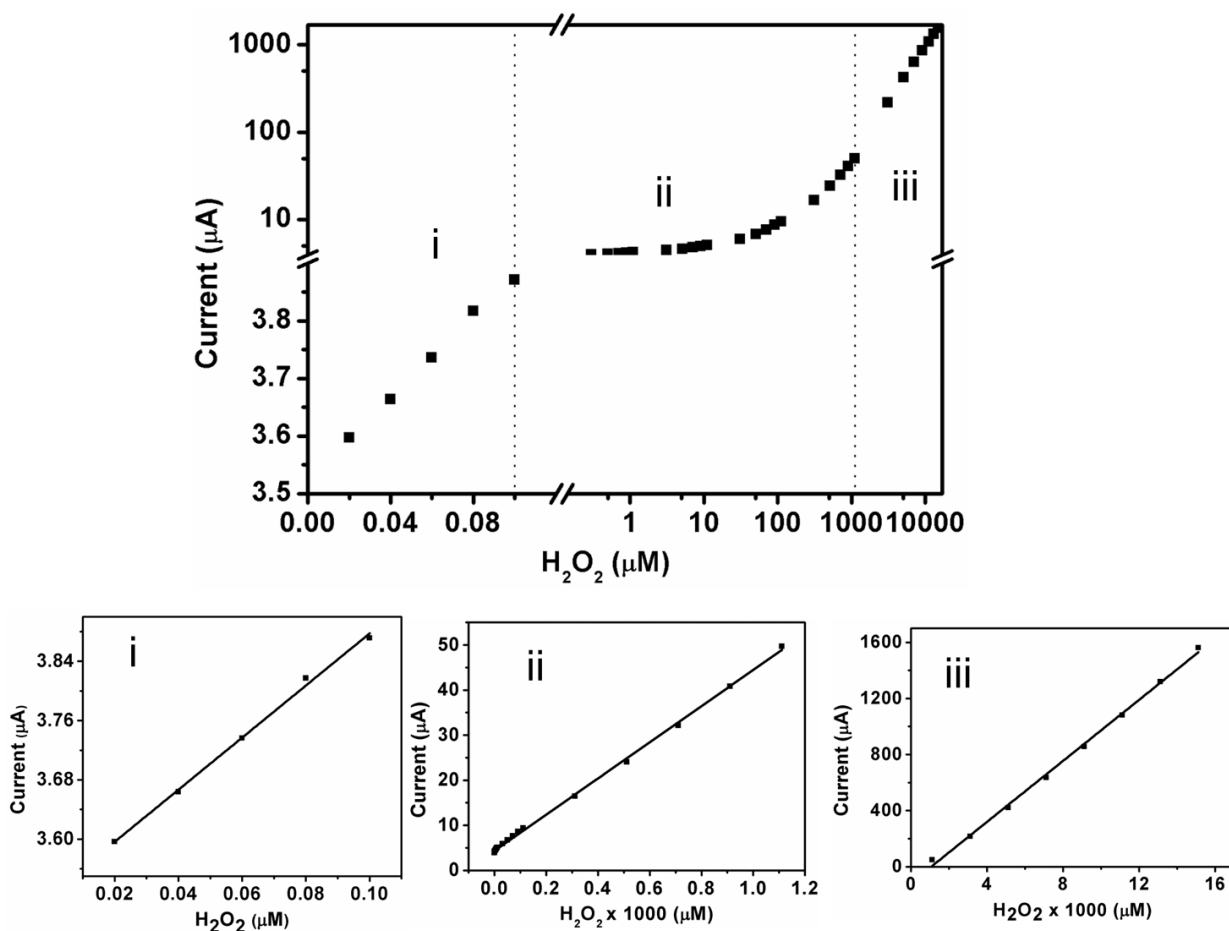 1000
100
10
3.8
3.7
3.6
3.5
Current (μA)
i
ii
iii
0.00 0.04 0.08 1 10 100 1000 10000
H₂O₂ (μM)
i
3.84
3.76
3.68
3.60
Current (μA)
0.02 0.04 0.06 0.08 0.10
H₂O₂ (μM)
ii
50
40
30
20
10
0
Current (μA)
0.0 0.2 0.4 0.6 0.8 1.0 1.2
H₂O₂ x 1000 (μM)
iii
1600
1200
800
400
0
Current (μA)
0 4 8 12 16
H₂O₂ x 1000 (μM)